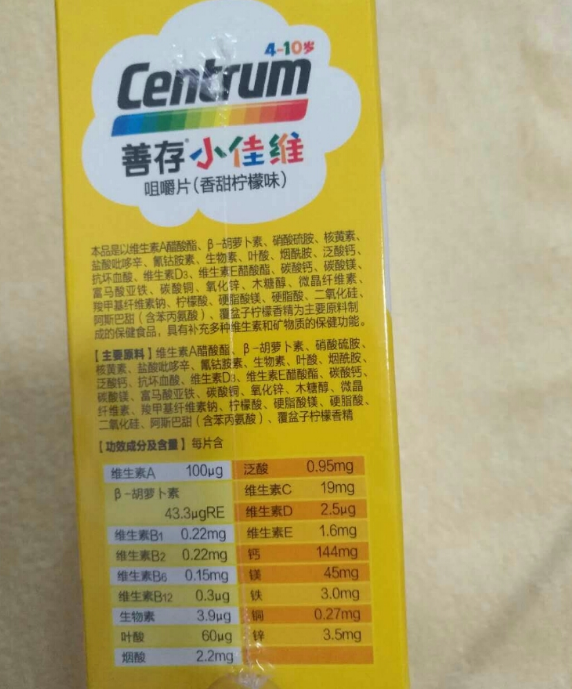 4-10岁
Centrum
善存®小佳维
咀嚼片(香甜柠檬味)
本品是以维生素A醋酸酯、β-胡萝卜素、硝酸硫胺、核黄素、
盐酸吡哆辛、氰钴胺素、生物素、叶酸、烟酰胺、泛酸钙、
抗坏血酸、维生素D3、维生素E醋酸酯、碳酸钙、碳酸镁、
富马酸亚铁、碳酸铜、氧化锌、木糖醇、微晶纤维素、
羧甲基纤维素钠、柠檬酸、硬脂酸镁、硬脂酸、二氧化硅、
阿斯巴甜(含苯丙氨酸)、覆盆子柠檬香精为主要原料制
成的保健食品,具有补充多种维生素和矿物质的保健功能。
【主要原料】维生素A醋酸酯、β-胡萝卜素、硝酸硫胺、
核黄素、盐酸吡哆辛、氰钴胺素、生物素、叶酸、烟酰胺、
泛酸钙、抗坏血酸、维生素D3、维生素E醋酸酯、碳酸钙、
碳酸镁、富马酸亚铁、碳酸铜、氧化锌、木糖醇、微晶
纤维素、羧甲基纤维素钠、柠檬酸、硬脂酸镁、硬脂酸、
二氧化硅、阿斯巴甜(含苯丙氨酸)、覆盆子柠檬香精
【功效成分及含量】每片含
维生素A 100μg 泛酸 0.95mg
β-胡萝卜素 维生素C 19mg
43.3μgRE 维生素D 2.5μg
维生素B1 0.22mg 维生素E 1.6mg
维生素B2 0.22mg 钙 144mg
维生素B6 0.15mg 镁 45mg
维生素B12 0.3μg 铁 3.0mg
生物素 3.9μg 铜 0.27mg
叶酸 60μg 锌 3.5mg
烟酸 2.2mg